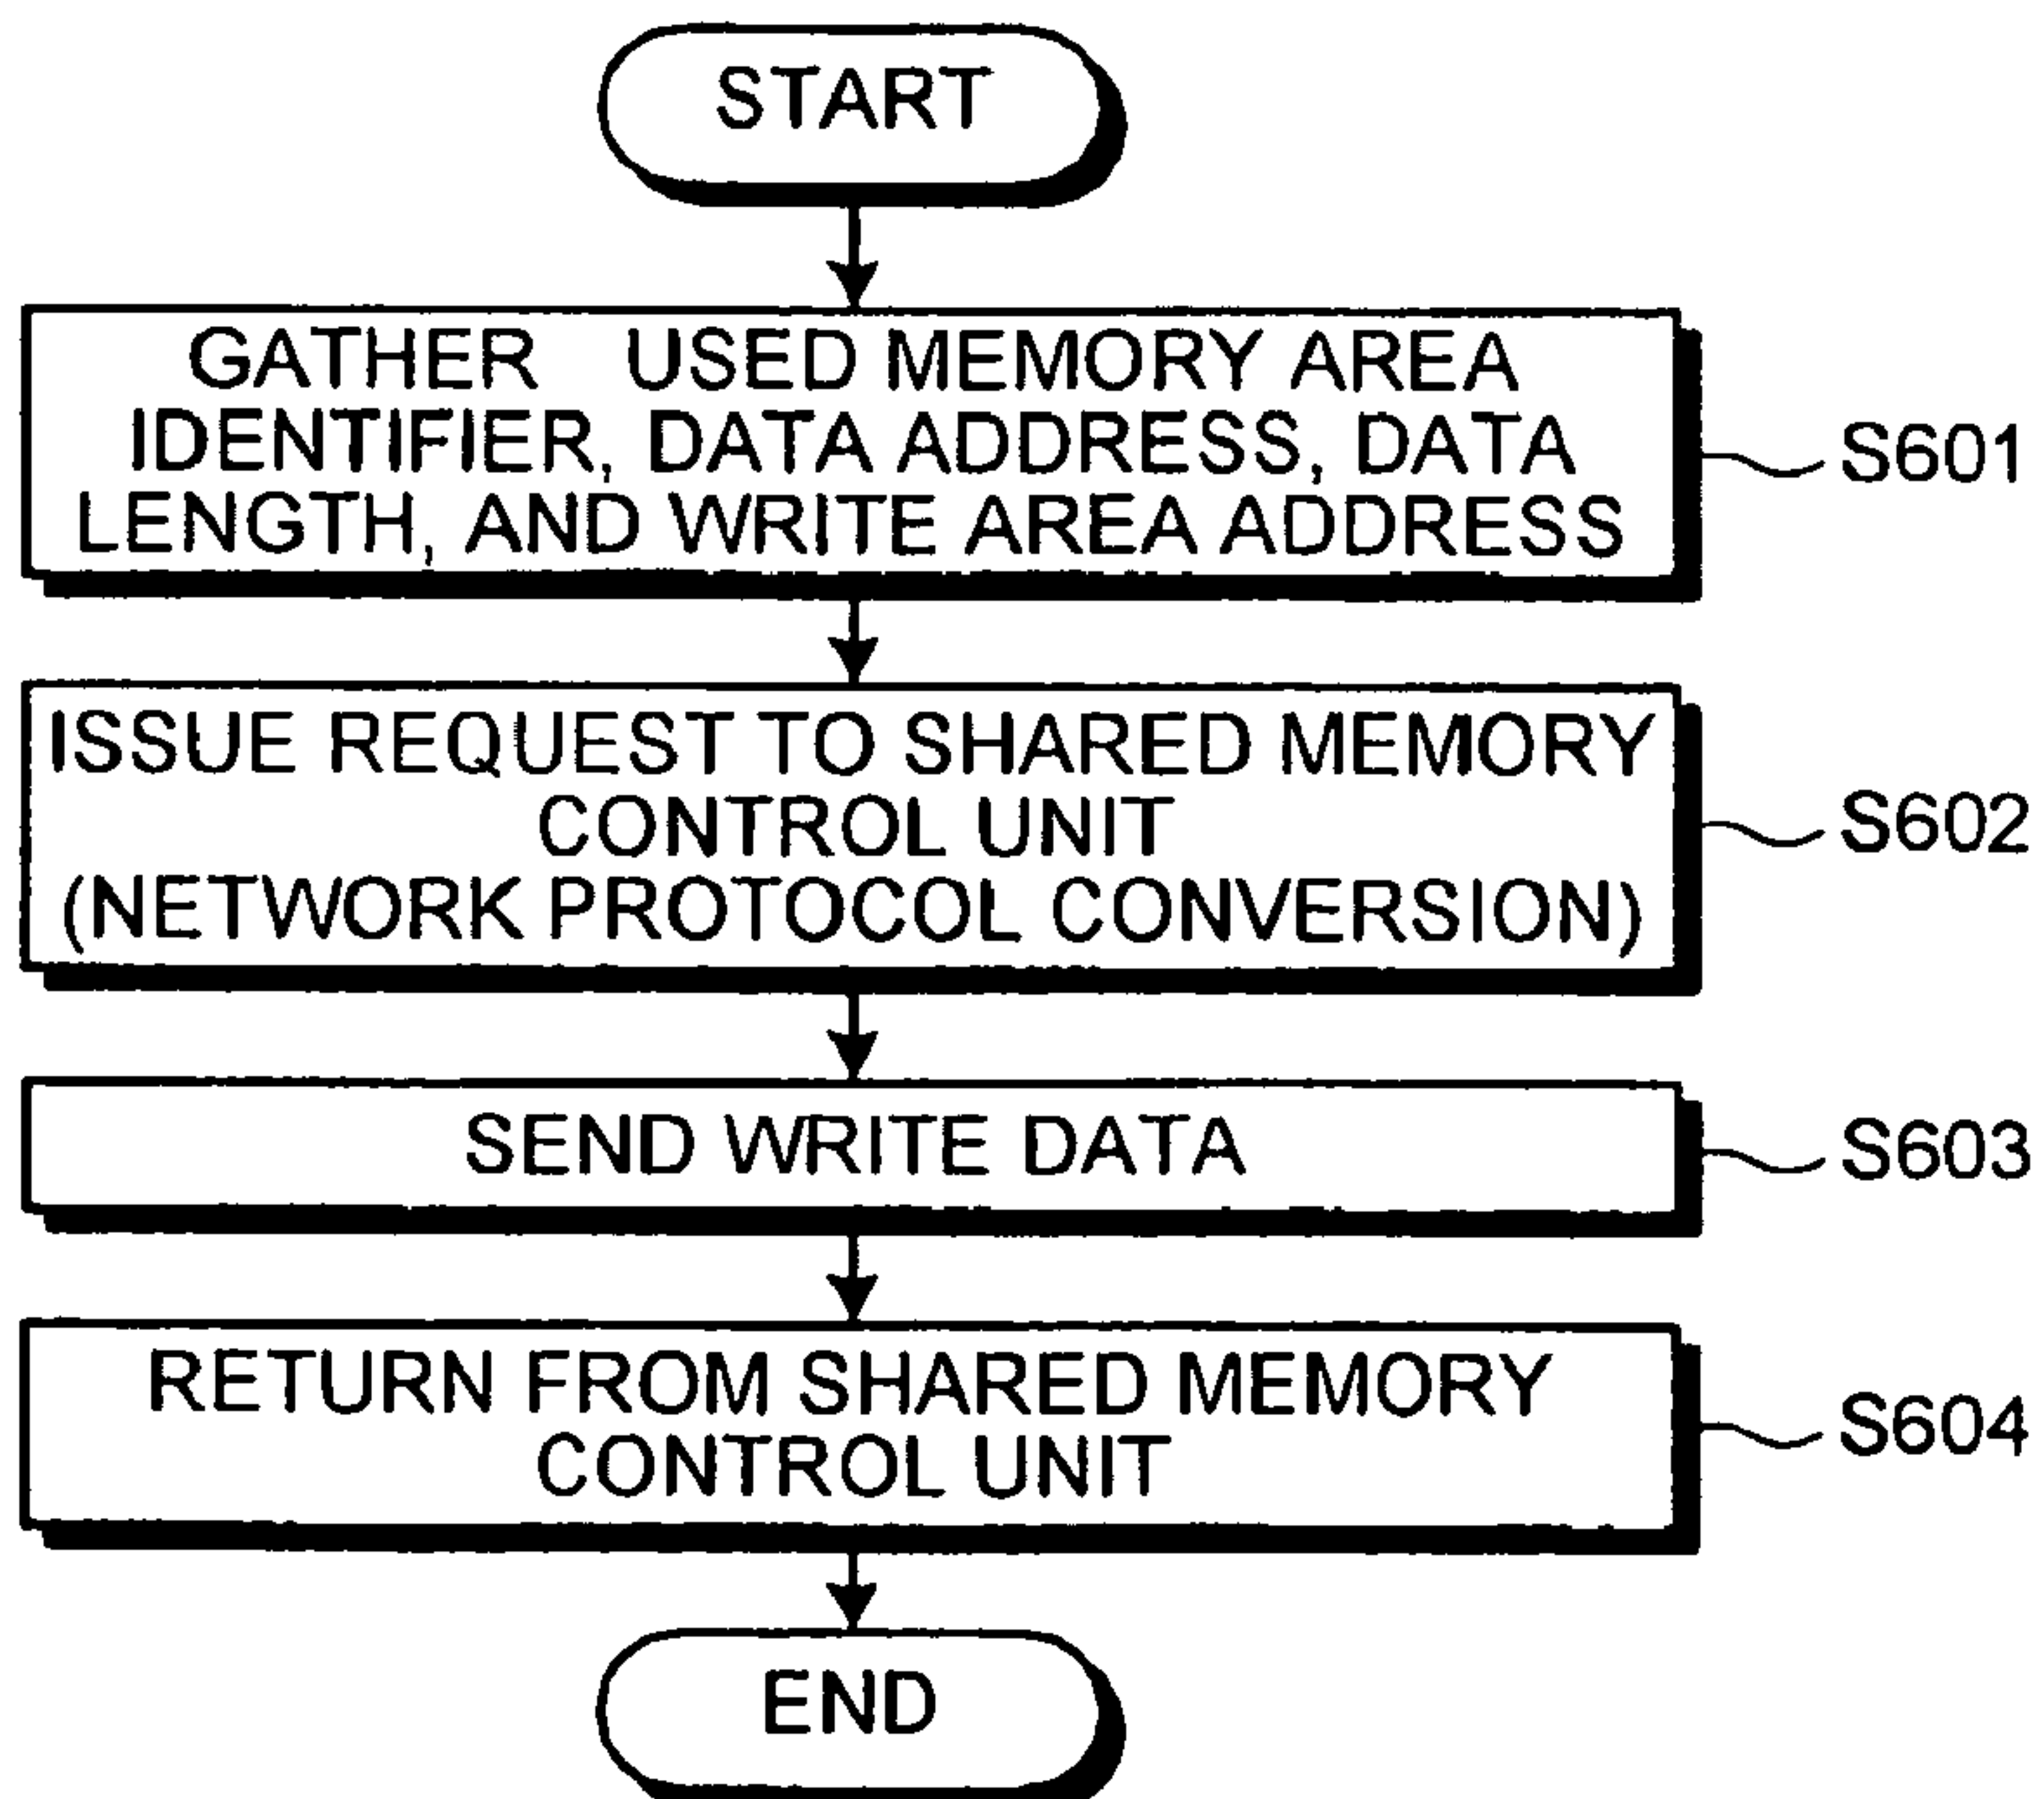 START
GATHER USED MEMORY AREA
IDENTIFIER, DATA ADDRESS, DATA
LENGTH, AND WRITE AREA ADDRESS
S601
ISSUE REQUEST TO SHARED MEMORY
CONTROL UNIT
(NETWORK PROTOCOL CONVERSION)
S602
SEND WRITE DATA
S603
RETURN FROM SHARED MEMORY
CONTROL UNIT
S604
END